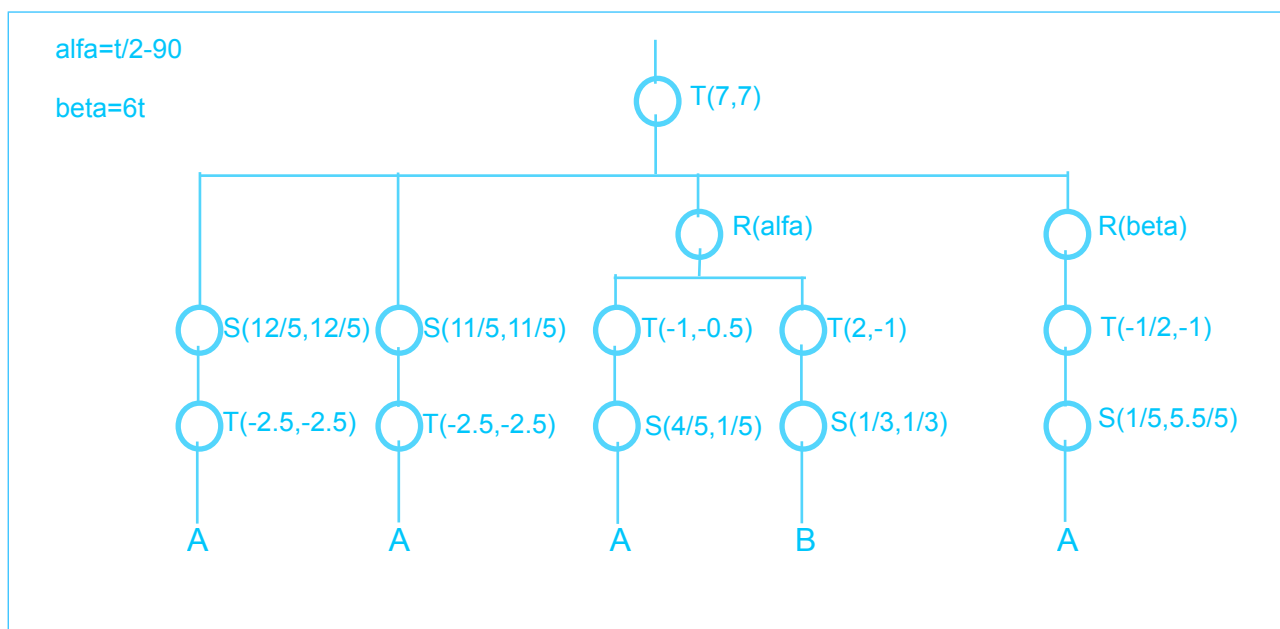 alfa=t/2-90
T(7,7)
beta=6t
R(alfa) R(beta)
S(12/5,12/5) S(11/5,11/5) T(-1,-0.5) T(2,-1) T(-1/2,-1)
T(-2.5,-2.5) T(-2.5,-2.5) S(4/5,1/5) S(1/3,1/3) S(1/5,5.5/5)
A A A B A